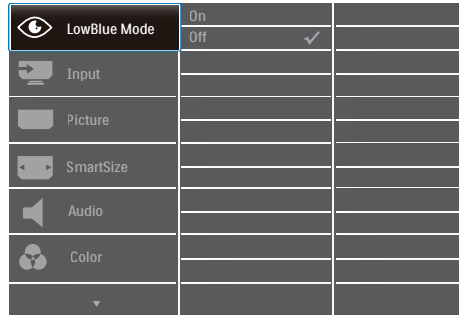 LowBlue Mode
On
Off
Input
Picture
SmartSize
Audio
Color